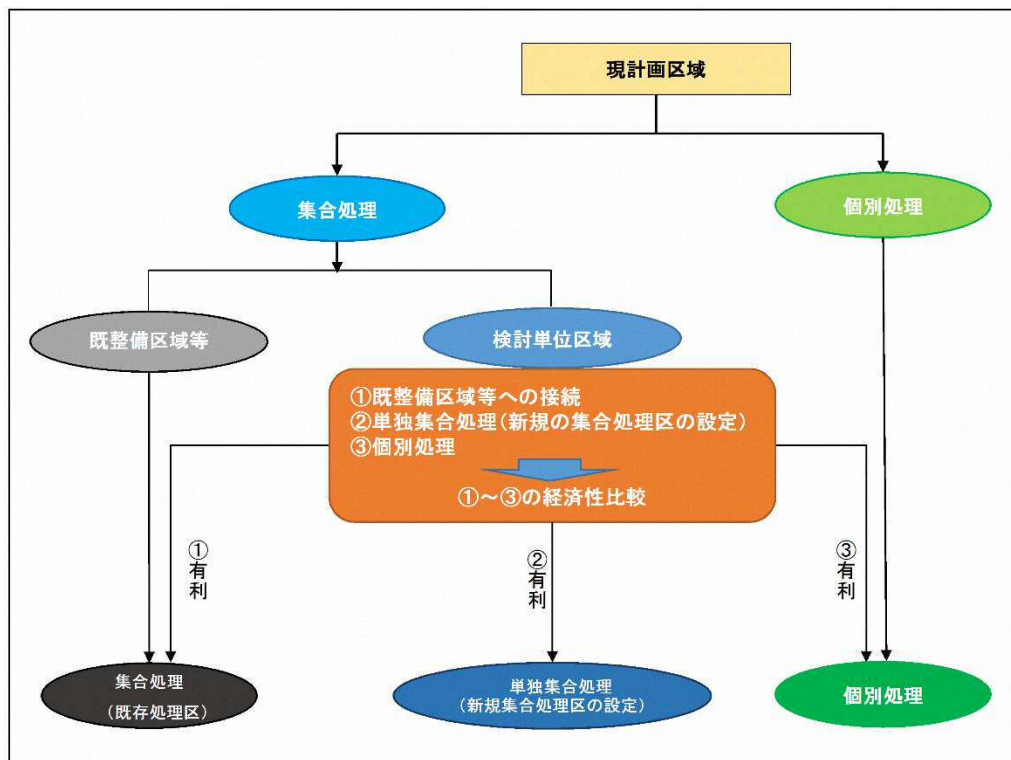 現計画区域
集合処理
個別処理
既整備区域等
検討単位区域
①既整備区域等への接続
②単独集合処理(新規の集合処理区の設定)
③個別処理
①~③の経済性比較
①有利
②有利
③有利
集合処理
(既存処理区)
単独集合処理
(新規集合処理区の設定)
個別処理